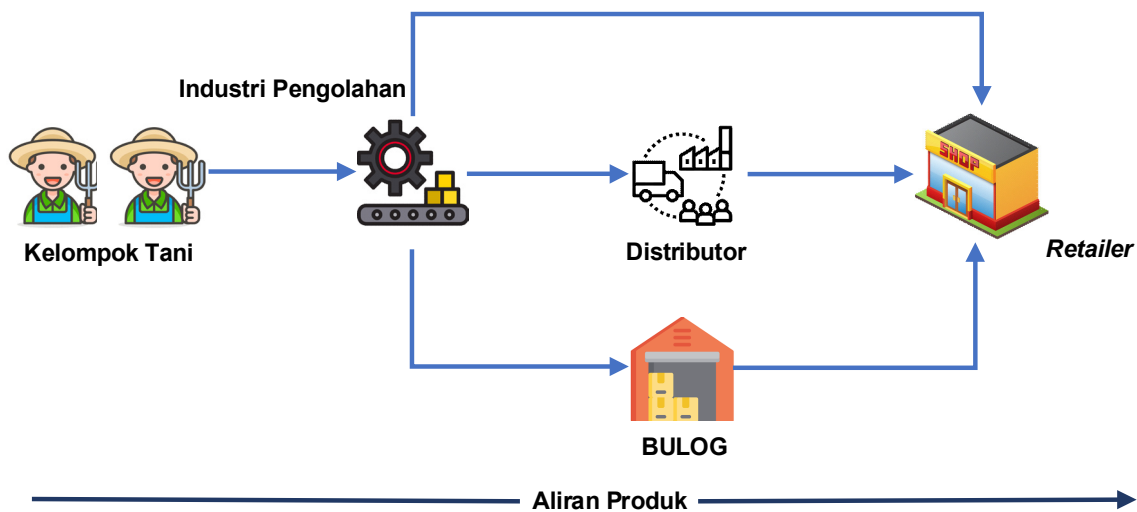 Industri Pengolahan
SHOP
Kelompok Tani
Distributor
Retailer
BULOG
Aliran Produk